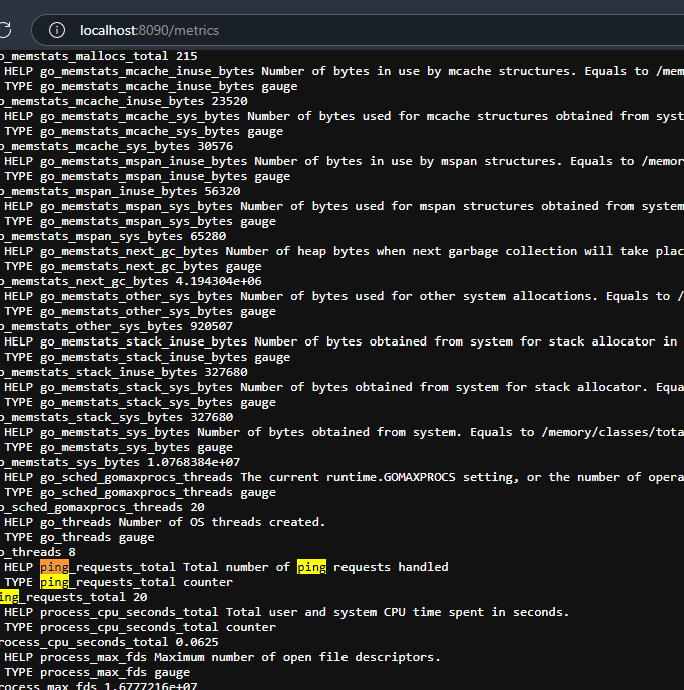 localhost:8090/metrics
o_memstats_mallocs_total 215
HELP go_memstats_mcache_inuse_bytes Number of bytes in use by mcache structures. Equals to /mem
TYPE go_memstats_mcache_inuse_bytes gauge
o_memstats_mcache_inuse_bytes 23520
HELP go_memstats_mcache_sys_bytes Number of bytes used for mcache structures obtained from syst
TYPE go_memstats_mcache_sys_bytes gauge
o_memstats_mcache_sys_bytes 30576
HELP go_memstats_mspan_inuse_bytes Number of bytes in use by mspan structures. Equals to /memor
TYPE go_memstats_mspan_inuse_bytes gauge
o_memstats_mspan_inuse_bytes 56320
HELP go_memstats_mspan_sys_bytes Number of bytes used for mspan structures obtained from system
TYPE go_memstats_mspan_sys_bytes gauge
o_memstats_mspan_sys_bytes 65280
HELP go_memstats_next_gc_bytes Number of heap bytes when next garbage collection will take plac
TYPE go_memstats_next_gc_bytes gauge
o_memstats_next_gc_bytes 4.194304e+06
HELP go_memstats_other_sys_bytes Number of bytes used for other system allocations. Equals to /
TYPE go_memstats_other_sys_bytes gauge
o_memstats_other_sys_bytes 920507
HELP go_memstats_stack_inuse_bytes Number of bytes obtained from system for stack allocator in
TYPE go_memstats_stack_inuse_bytes gauge
o_memstats_stack_inuse_bytes 327680
HELP go_memstats_stack_sys_bytes Number of bytes obtained from system for stack allocator. Equa
TYPE go_memstats_stack_sys_bytes gauge
o_memstats_stack_sys_bytes 327680
HELP go_memstats_sys_bytes Number of bytes obtained from system. Equals to /memory/classes/tota
TYPE go_memstats_sys_bytes gauge
o_memstats_sys_bytes 1.0768384e+07
HELP go_sched_gomaxprocs_threads The current runtime.GOMAXPROCS setting, or the number of opera
TYPE go_sched_gomaxprocs_threads gauge
o_sched_gomaxprocs_threads 20
HELP go_threads Number of OS threads created.
TYPE go_threads gauge
o_threads 8
HELP ping_requests_total Total number of ping requests handled
TYPE ping_requests_total counter
ing_requests_total 20
HELP process_cpu_seconds_total Total user and system CPU time spent in seconds.
TYPE process_cpu_seconds_total counter
rocess_cpu_seconds_total 0.0625
HELP process_max_fds Maximum number of open file descriptors.
TYPE process_max_fds gauge
rocess_max_fds 1.6777216e+07